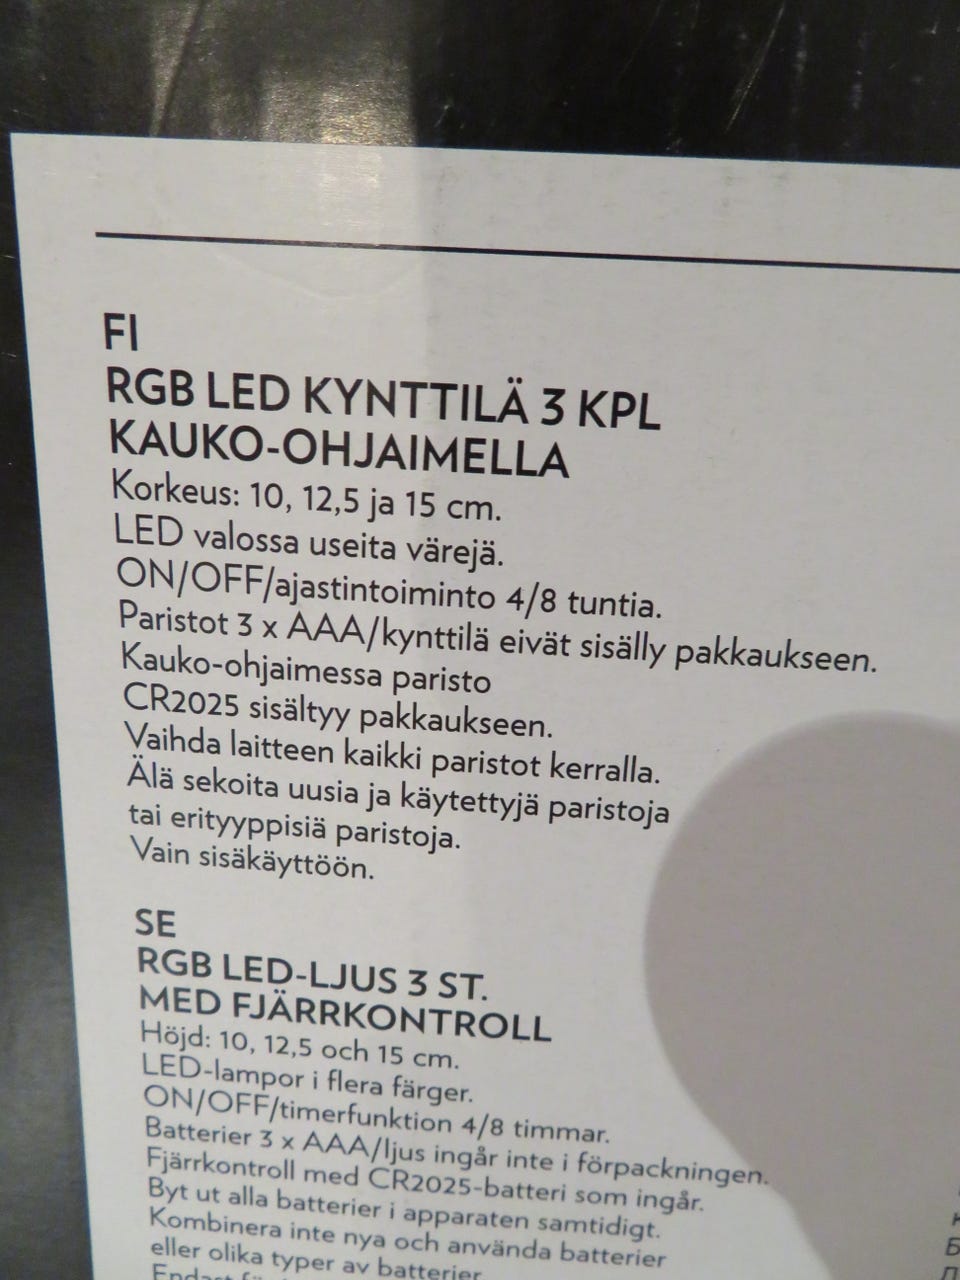 FI
RGB LED KYNTTILÄ 3 KPL
KAUKO-OHJAIMELLA
Korkeus: 10, 12,5 ja 15 cm.
LED valossa useita värejä.
ON/OFF/ajastintoiminto 4/8 tuntia.
Paristot 3 x AAA/kynttilä eivät sisälly pakkaukseen.
Kauko-ohjaimessa paristo
CR2025 sisältyy pakkaukseen.
Vaihda laitteen kaikki paristot kerralla.
Älä sekoita uusia ja käytettyjä paristoja
tai erityyppisiä paristoja.
Vain sisäkäyttöön.
SE
RGB LED-LJUS 3 ST.
MED FJÄRRKONTROLL
Höjd: 10, 12,5 och 15 cm.
LED-lampor i flera färger.
ON/OFF/timerfunktion 4/8 timmar.
Batterier 3 x AAA/ljus ingår inte i förpackningen.
Fjärrkontroll med CR2025-batteri som ingår.
Byt ut alla batterier i apparaten samtidigt.
Kombinera inte nya och använda batterier
eller olika typer av batterier